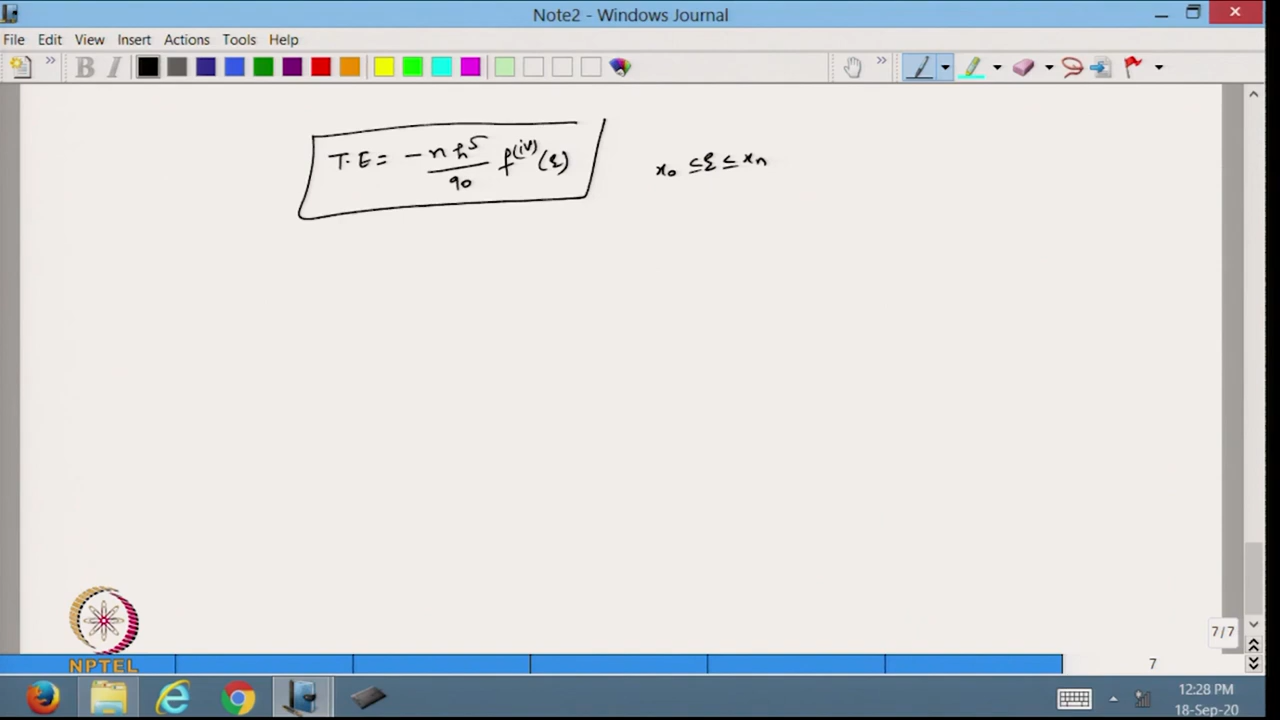 Note2 - Windows Journal
File Edit View Insert Actions Tools Help
B I
T.E = - n h^5 / 90 f^(iv) (ξ) x₀ ≤ ξ ≤ xₙ
7/7
NPTEL
7
12:28 PM
18-Sep-20